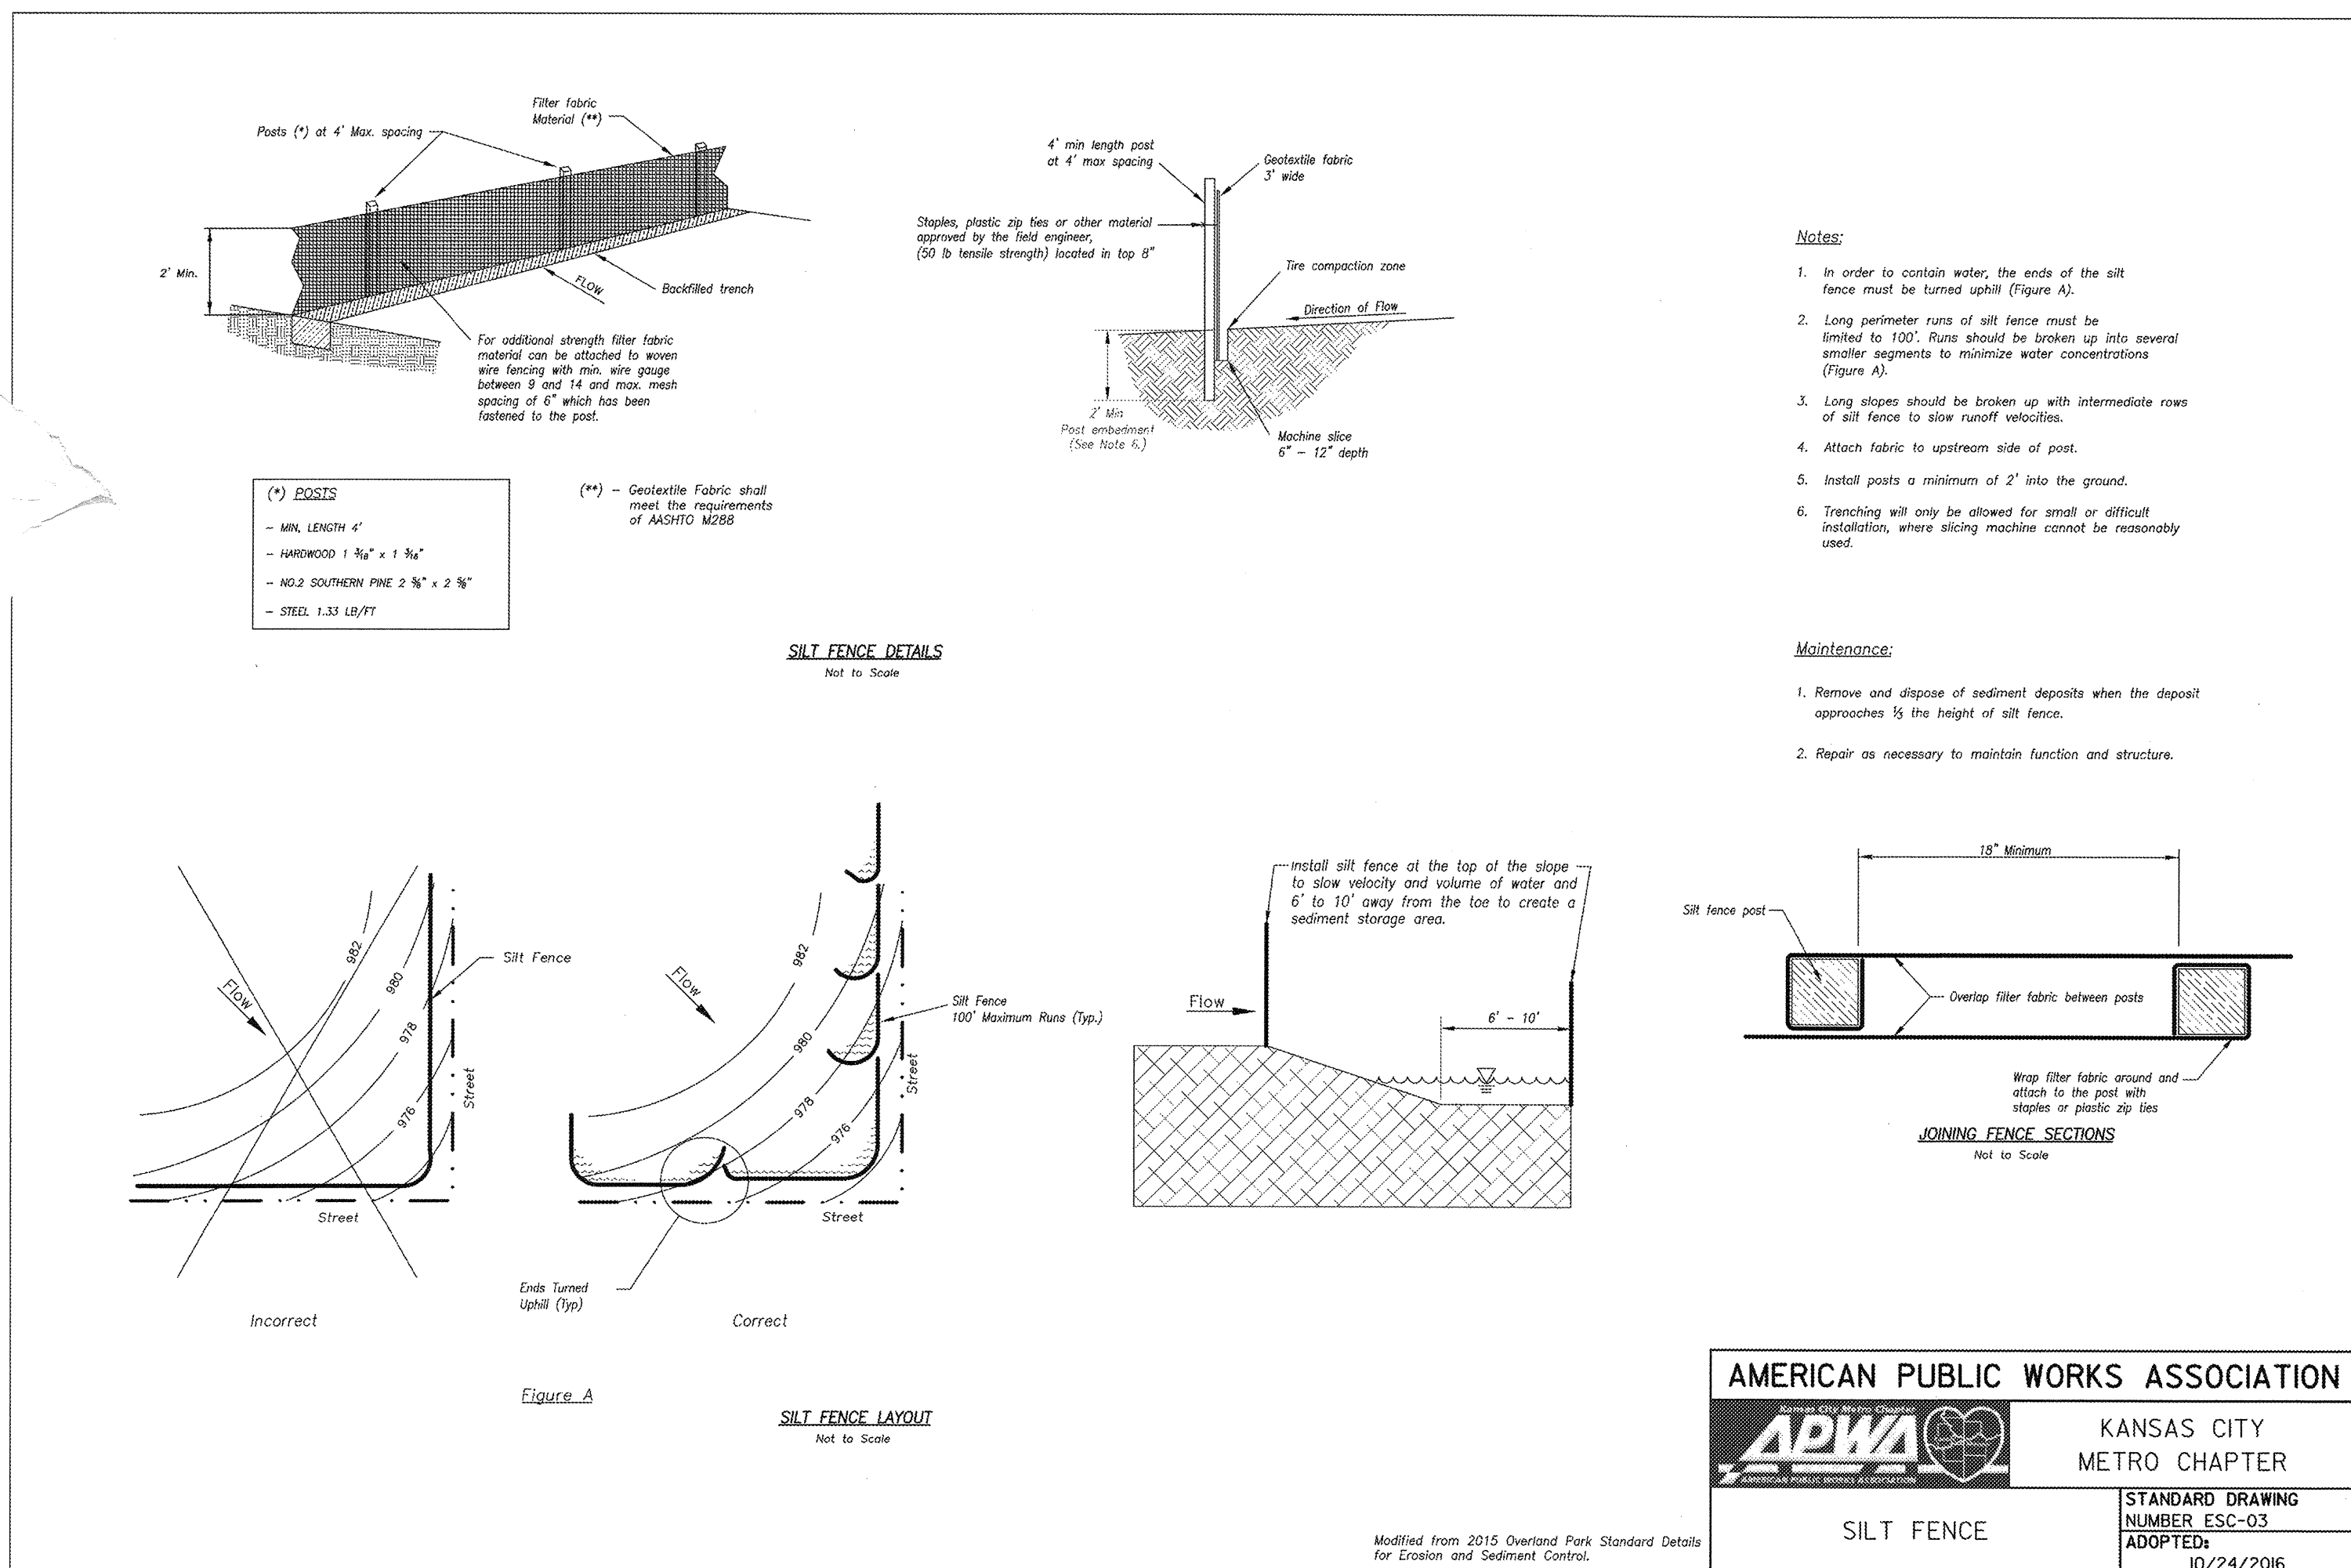 Posts (*) at 4' Max. spacing
Filter fabric
Material (**)
2' Min.
FLOW
Backfilled trench
For additional strength filter fabric
material can be attached to woven
wire fencing with min. wire gauge
between 9 and 14 and max. mesh
spacing of 6" which has been
fastened to the post.
4' min length post
at 4' max spacing
Geotextile fabric
3' wide
Staples, plastic zip ties or other material
approved by the field engineer,
(50 lb tensile strength) located in top 8"
Tire compaction zone
Direction of Flow
2' Min
Post embedment
(See Note 6.)
Machine slice
6" - 12" depth
(*) POSTS
- MIN. LENGTH 4'
- HARDWOOD 1 3/16" x 1 3/16"
- NO.2 SOUTHERN PINE 2 5/8" x 2 5/8"
- STEEL 1.33 LB/FT
(**) - Geotextile Fabric shall
meet the requirements
of AASHTO M288
SILT FENCE DETAILS
Not to Scale
Notes:
1. In order to contain water, the ends of the silt
fence must be turned uphill (Figure A).
2. Long perimeter runs of silt fence must be
limited to 100'. Runs should be broken up into several
smaller segments to minimize water concentrations
(Figure A).
3. Long slopes should be broken up with intermediate rows
of silt fence to slow runoff velocities.
4. Attach fabric to upstream side of post.
5. Install posts a minimum of 2' into the ground.
6. Trenching will only be allowed for small or difficult
installation, where slicing machine cannot be reasonably
used.
Maintenance:
1. Remove and dispose of sediment deposits when the deposit
approaches 1/3 the height of silt fence.
2. Repair as necessary to maintain function and structure.
Flow
982
980
978
976
Silt Fence
Street
Street
Incorrect
Flow
982
980
978
976
Silt Fence
100' Maximum Runs (Typ.)
Street
Street
Ends Turned
Uphill (Typ)
Correct
Figure A
SILT FENCE LAYOUT
Not to Scale
Install silt fence at the top of the slope
to slow velocity and volume of water and
6' to 10' away from the toe to create a
sediment storage area.
Flow
6' - 10'
18" Minimum
Silt fence post
Overlap filter fabric between posts
Wrap filter fabric around and
attach to the post with
staples or plastic zip ties
JOINING FENCE SECTIONS
Not to Scale
Modified from 2015 Overland Park Standard Details
for Erosion and Sediment Control.
AMERICAN PUBLIC WORKS ASSOCIATION
Kansas City Metro Chapter
APWA
AMERICAN PUBLIC WORKS ASSOCIATION
KANSAS CITY
METRO CHAPTER
SILT FENCE
STANDARD DRAWING
NUMBER ESC-03
ADOPTED:
10/24/2016